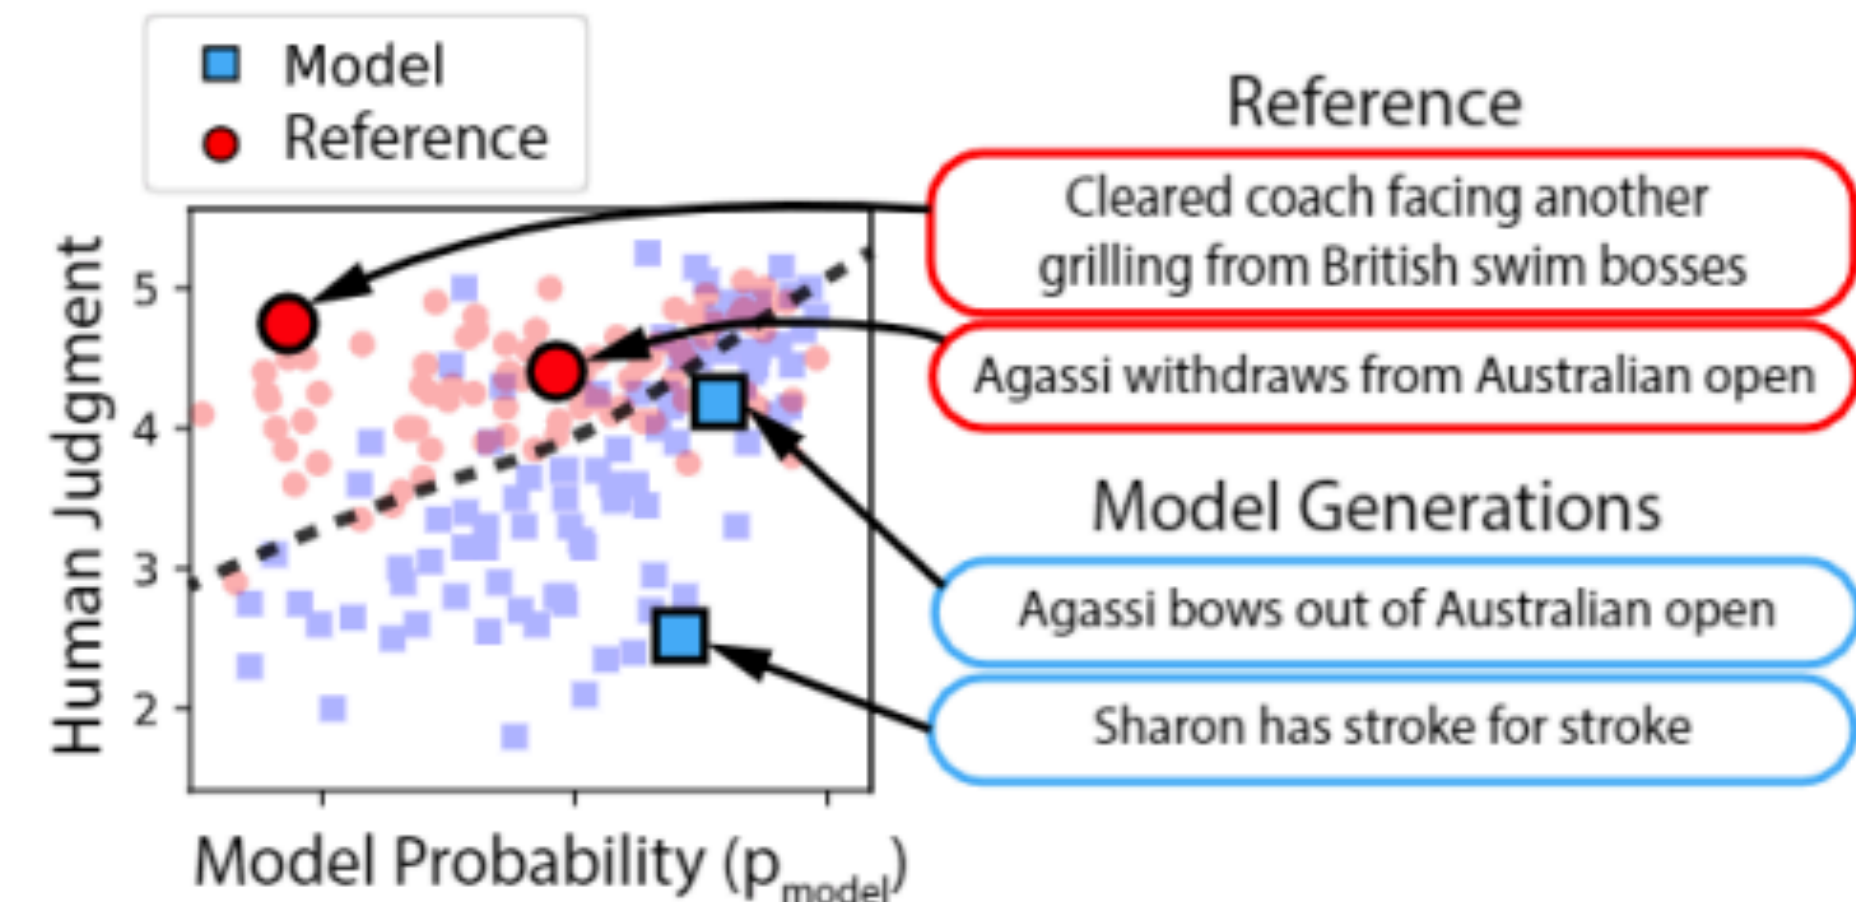 Model
Reference
Human Judgment
5
4
3
2
Model Probability (pmodel)
Reference
Cleared coach facing another
grilling from British swim bosses
Agassi withdraws from Australian open
Model Generations
Agassi bows out of Australian open
Sharon has stroke for stroke